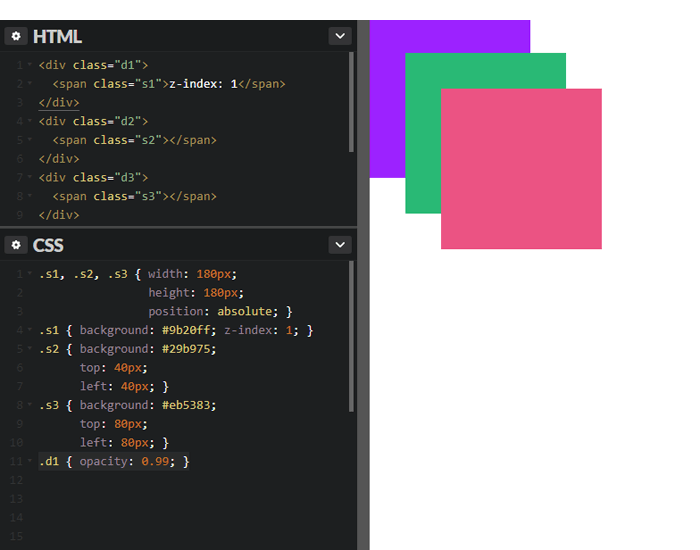 HTML
1 <div class="d1">
2 <span class="s1">z-index: 1</span>
3 </div>
4 <div class="d2">
5 <span class="s2"></span>
6 </div>
7 <div class="d3">
8 <span class="s3"></span>
9 </div>
CSS
1 .s1, .s2, .s3 { width: 180px;
2 height: 180px;
3 position: absolute; }
4 .s1 { background: #9b20ff; z-index: 1; }
5 .s2 { background: #29b975;
6 top: 40px;
7 left: 40px; }
8 .s3 { background: #eb5383;
9 top: 80px;
10 left: 80px; }
11 .d1 { opacity: 0.99; }
12
13
14
15